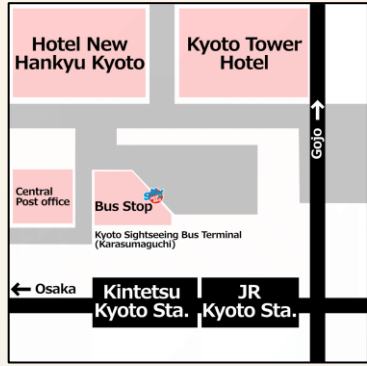 Hotel New
Hankyu Kyoto
Kyoto Tower
Hotel
← Gojo
Central
Post office
Bus Stop
Kyoto Sightseeing Bus Terminal
(Karasumaguchi)
← Osaka
Kintetsu
Kyoto Sta.
JR
Kyoto Sta.